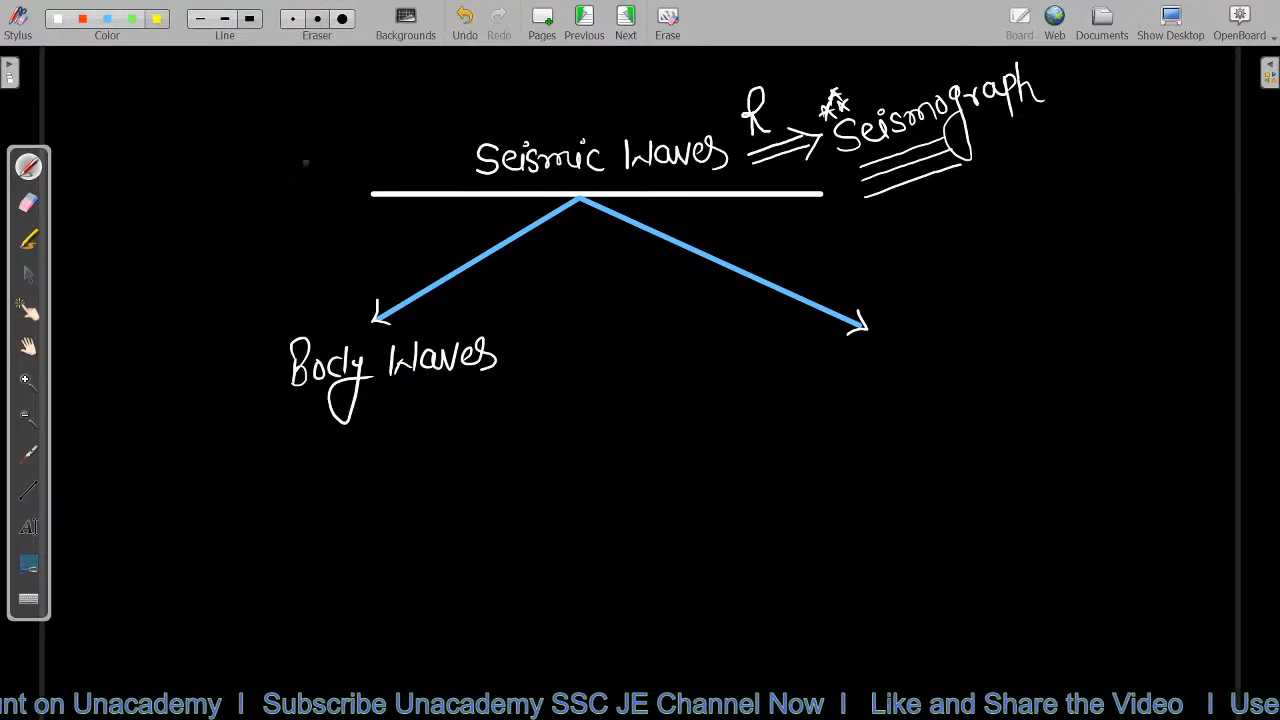 Stylus Color Line Eraser Backgrounds Undo Redo Pages Previous Next Erase Board Web Documents Show Desktop OpenBoard
Seismic Waves R ⇒ ** Seismograph
Body Waves
unt on Unacademy I Subscribe Unacademy SSC JE Channel Now I Like and Share the Video I Use